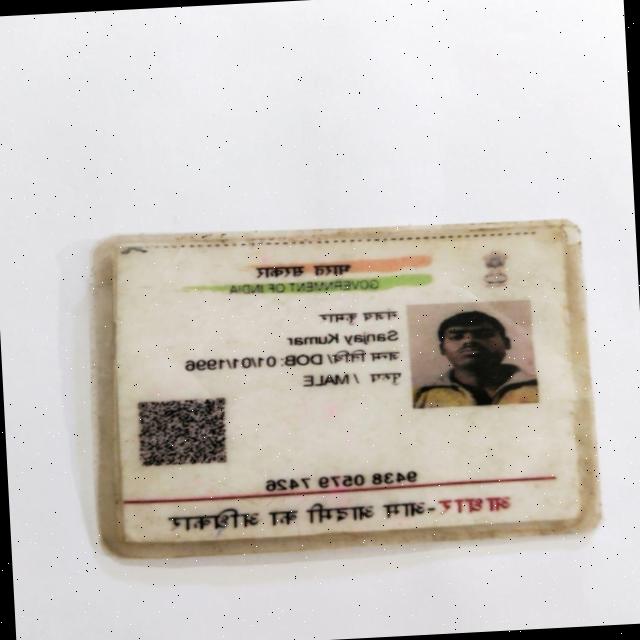 भारत सरकार
GOVERNMENT OF INDIA
संजय कुमार
Sanjay Kumar
जन्म तिथि/ DOB: 01/01/1996
पुरुष / MALE
9438 0579 7426
आधार-आम आदमी का अधिकार